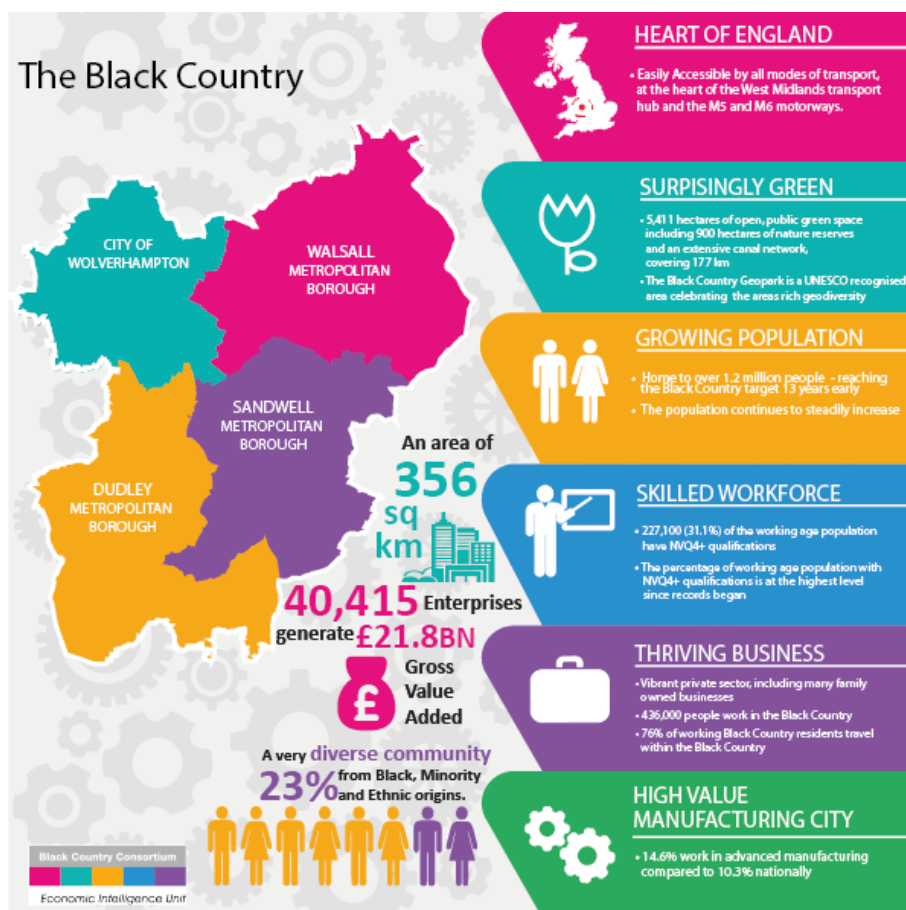 The Black Country
CITY OF
WOLVERHAMPTON
WALSALL
METROPOLITAN
BOROUGH
SANDWELL
METROPOLITAN
BOROUGH
DUDLEY
METROPOLITAN
BOROUGH
An area of
356
sq
km
40,415 Enterprises
generate £21.8BN
Gross
Value
Added
£
A very diverse community
23% from Black, Minority
and Ethnic origins.
Black Country Consortium
Economic Intelligence Unit
HEART OF ENGLAND
• Easily Accessible by all modes of transport,
at the heart of the West Midlands transport
hub and the M5 and M6 motorways.
SURPISINGLY GREEN
• 5,411 hectares of open, public green space
including 900 hectares of nature reserves
and an extensive canal network,
covering 177 km
• The Black Country Geopark is a UNESCO recognised
area celebrating the areas rich geodiversity
GROWING POPULATION
• Home to over 1.2 million people - reaching
the Black Country target 13 years early
• The population continues to steadily increase
SKILLED WORKFORCE
• 227,100 (31.1%) of the working age population
have NVQ4+ qualifications
• The percentage of working age population with
NVQ4+ qualifications is at the highest level
since records began
THRIVING BUSINESS
• Vibrant private sector, including many family
owned businesses
• 436,000 people work in the Black Country
• 76% of working Black Country residents travel
within the Black Country
HIGH VALUE
MANUFACTURING CITY
• 14.6% work in advanced manufacturing
compared to 10.3% nationally